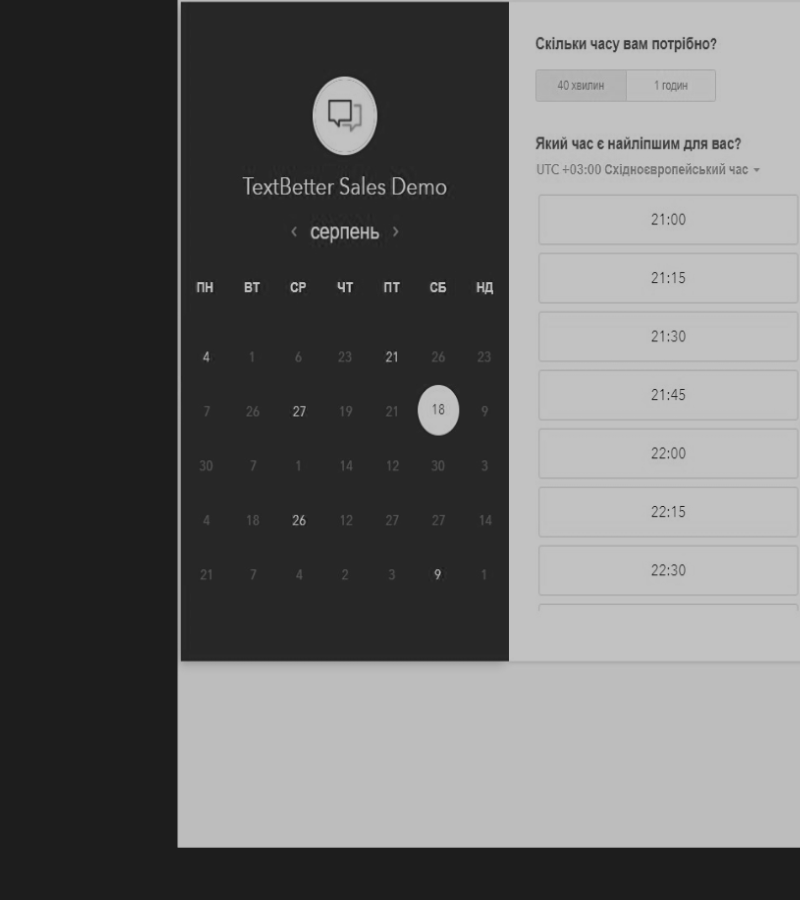 TextBetter Sales Demo
‹ серпень ›
ПН ВТ СР ЧТ ПТ СБ НД
4 1 6 23 21 26 23
7 26 27 19 21 18 9
30 7 1 14 12 30 3
4 18 26 12 27 27 14
21 7 4 2 3 9 1
Скільки часу вам потрібно?
40 хвилин 1 годин
Який час є найліпшим для вас?
UTC +03:00 Східноєвропейський час
21:00
21:15
21:30
21:45
22:00
22:15
22:30